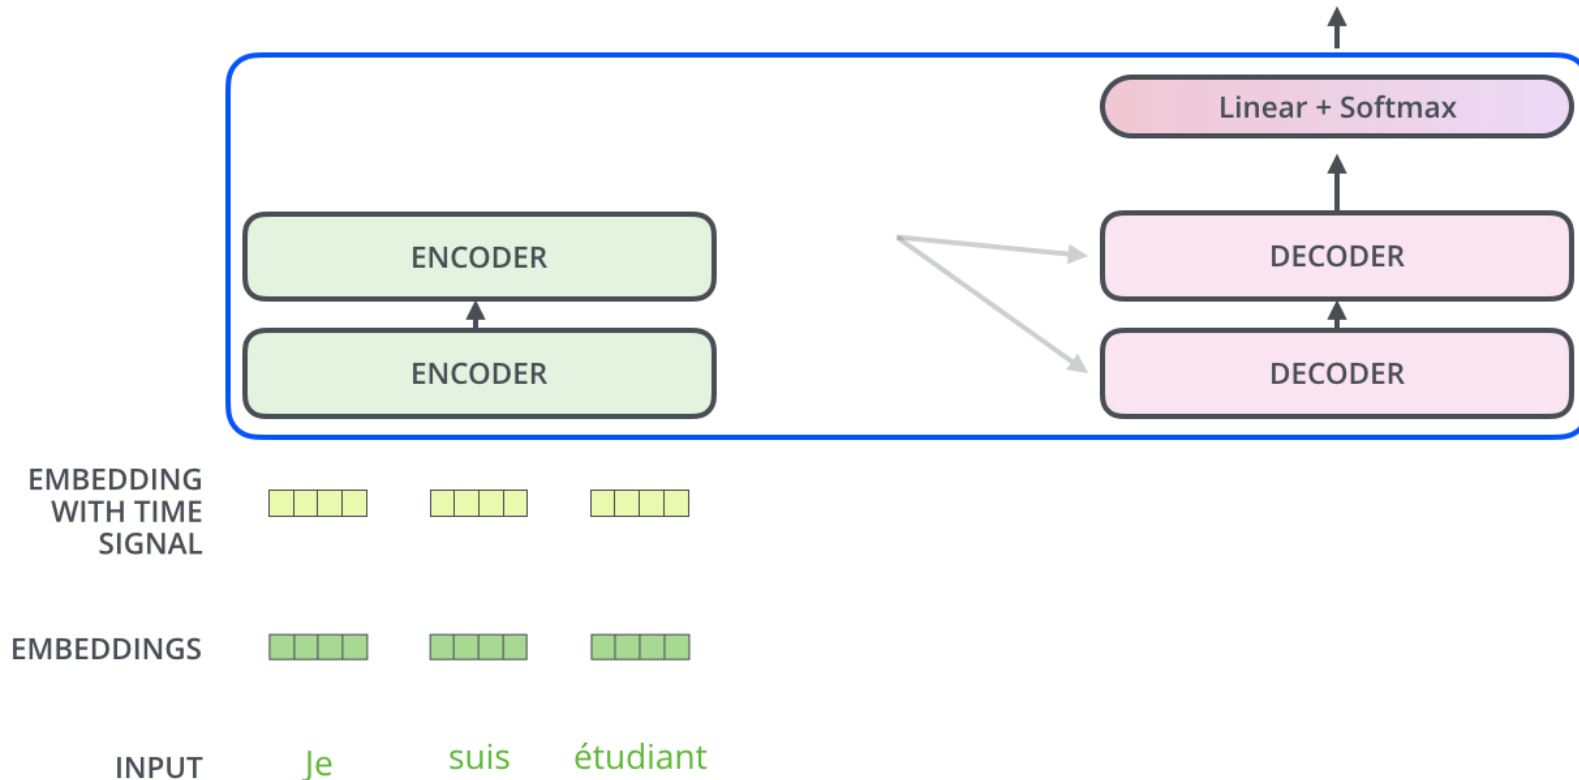 Linear + Softmax
ENCODER
DECODER
ENCODER
DECODER
EMBEDDING
WITH TIME
SIGNAL
EMBEDDINGS
INPUT Je suis étudiant